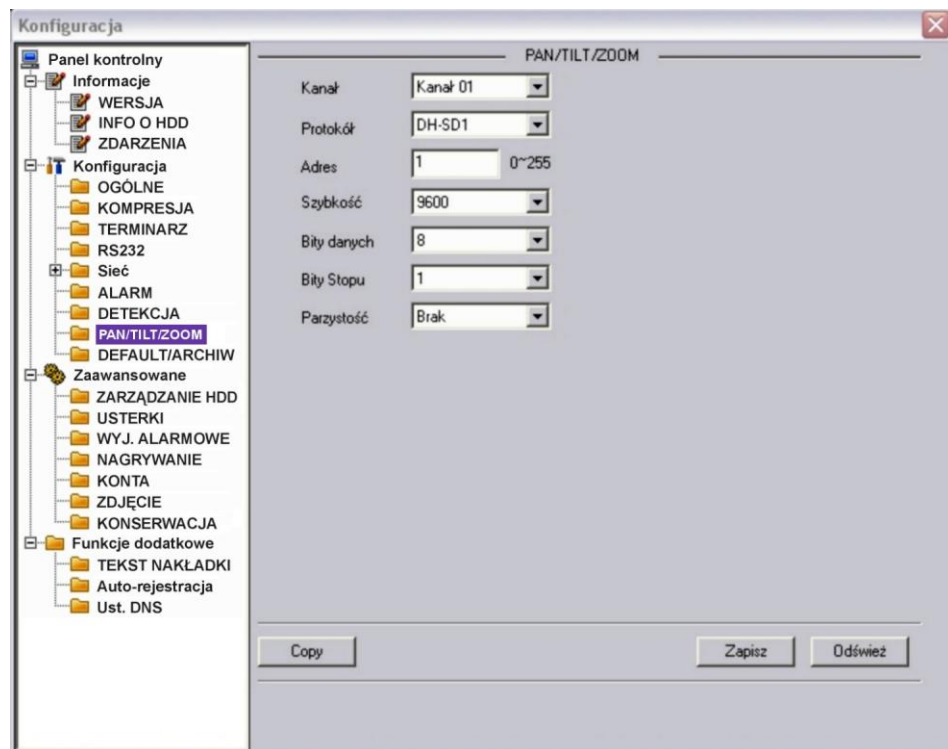 Konfiguracja
Panel kontrolny
Informacje
WERSJA
INFO O HDD
ZDARZENIA
Konfiguracja
OGÓLNE
KOMPRESJA
TERMINARZ
RS232
Sieć
ALARM
DETEKCJA
PAN/TILT/ZOOM
DEFAULT/ARCHIW
Zaawansowane
ZARZĄDZANIE HDD
USTERKI
WYJ. ALARMOWE
NAGRYWANIE
KONTA
ZDJĘCIE
KONSERWACJA
Funkcje dodatkowe
TEKST NAKŁADKI
Auto-rejestracja
Ust. DNS
PAN/TILT/ZOOM
Kanał Kanał 01
Protokół DH-SD1
Adres 1 0~255
Szybkość 9600
Bity danych 8
Bity Stopu 1
Parzystość Brak
Copy Zapisz Odśwież